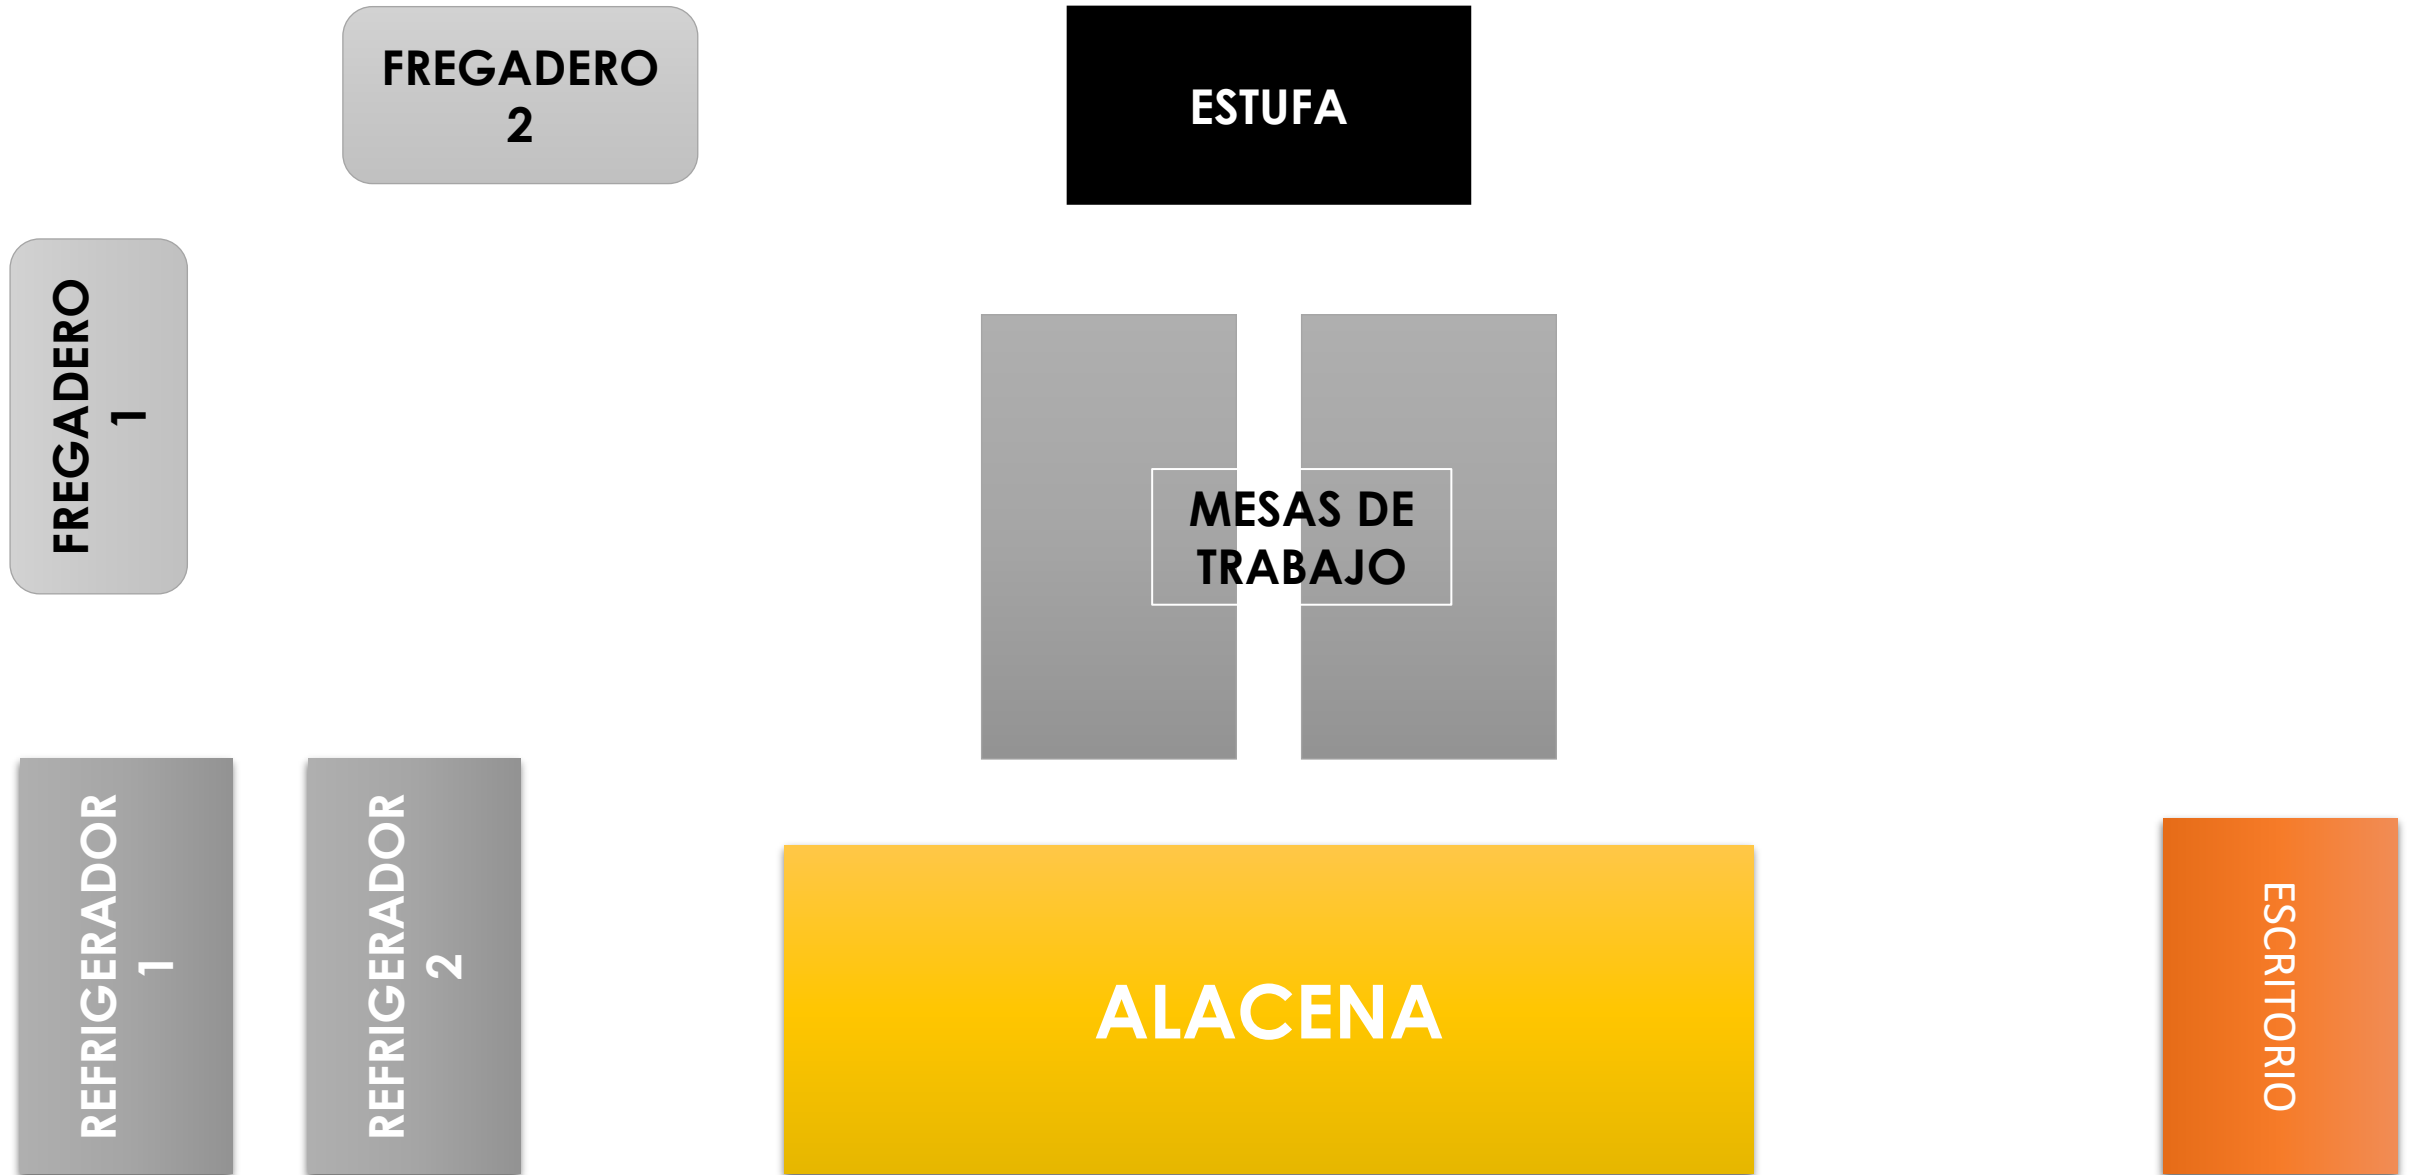 FREGADERO
2
ESTUFA
FREGADERO
1
MESAS DE
TRABAJO
REFRIGERADOR
1
REFRIGERADOR
2
ALACENA
ESCRITORIO